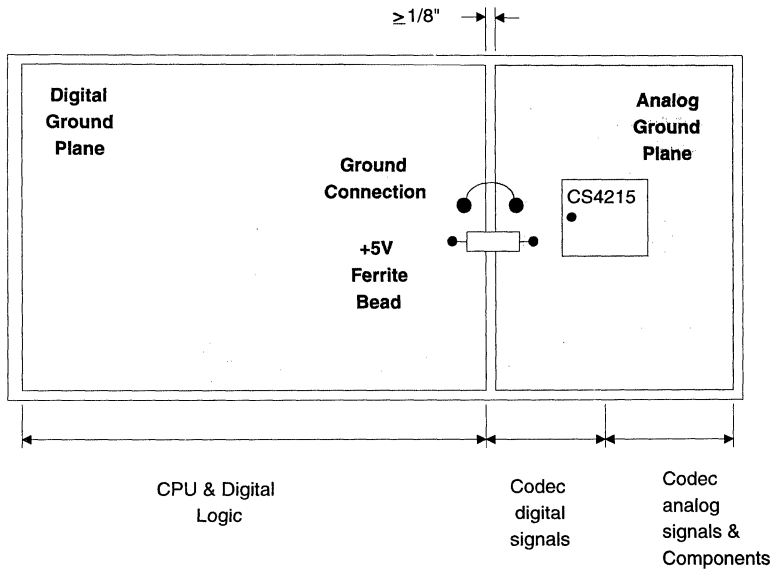 ≥1/8"
Digital
Ground
Plane
Analog
Ground
Plane
Ground
Connection
CS4215
+5V
Ferrite
Bead
CPU & Digital
Logic
Codec
digital
signals
Codec
analog
signals &
Components